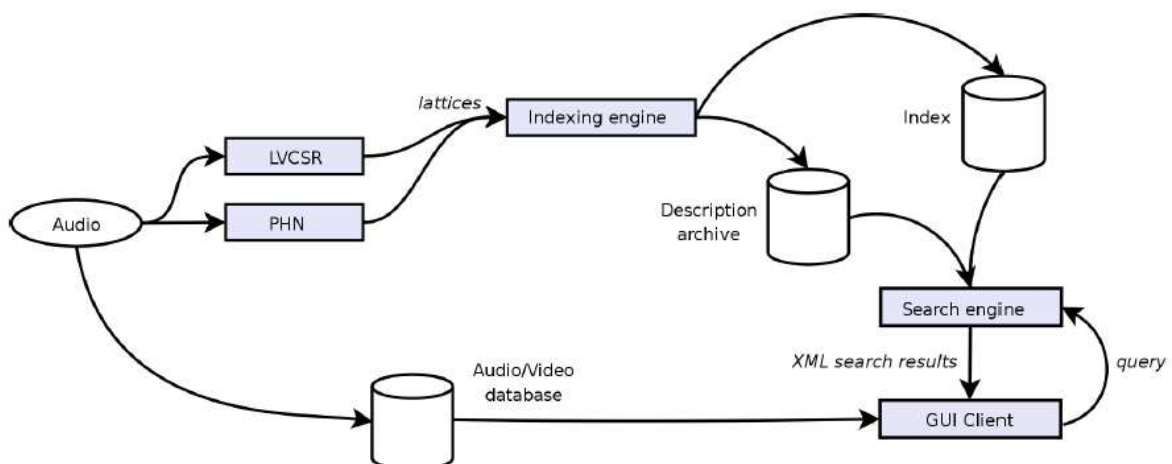 lattices
Indexing engine
Index
LVCSR
PHN
Audio
Description
archive
Search engine
XML search results
query
Audio/Video
database
GUI Client